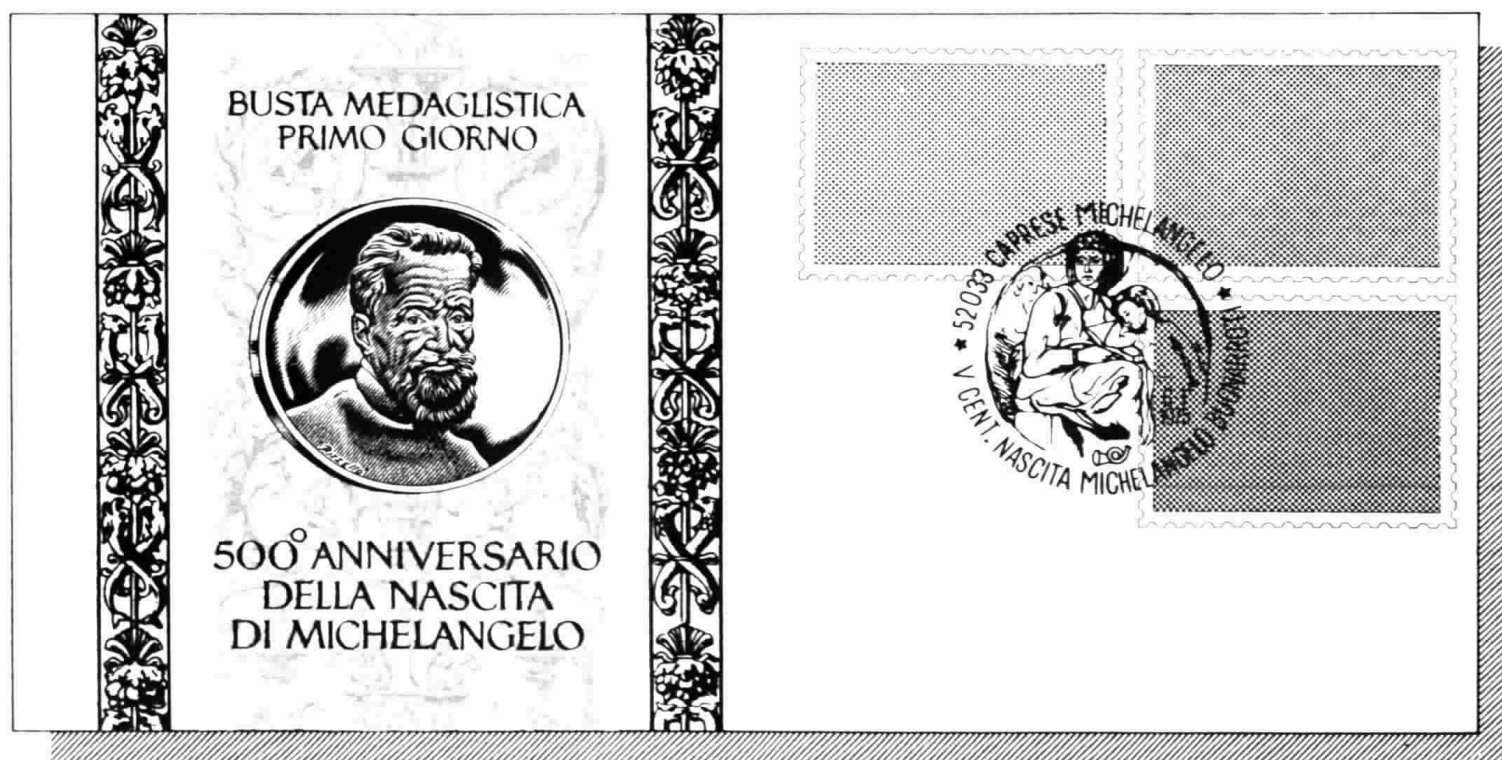 BUSTA MEDAGLISTICA
PRIMO GIORNO
500° ANNIVERSARIO
DELLA NASCITA
DI MICHELANGELO
★ 52033 CAPRESE MICHELANGELO ★
V CENT. NASCITA MICHELANGELO BUONARROTI